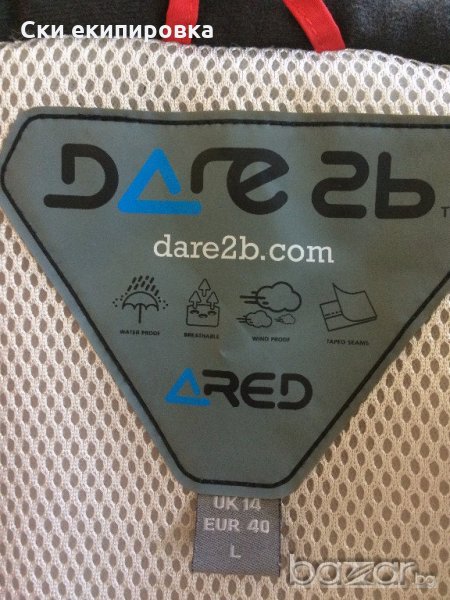 Ски екипировка
DARE 2b
dare2b.com
WATER PROOF BREATHABLE WIND PROOF TAPED SEAMS
ARED
UK 14
EUR 40
L
bazar.bg